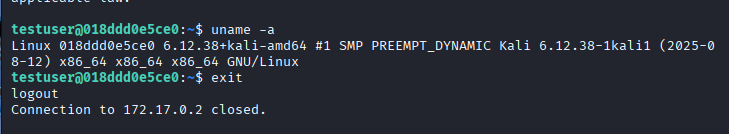 applicable law.
testuser@018ddd0e5ce0:~$ uname -a
Linux 018ddd0e5ce0 6.12.38+kali-amd64 #1 SMP PREEMPT_DYNAMIC Kali 6.12.38-1kali1 (2025-0
8-12) x86_64 x86_64 x86_64 GNU/Linux
testuser@018ddd0e5ce0:~$ exit
logout
Connection to 172.17.0.2 closed.